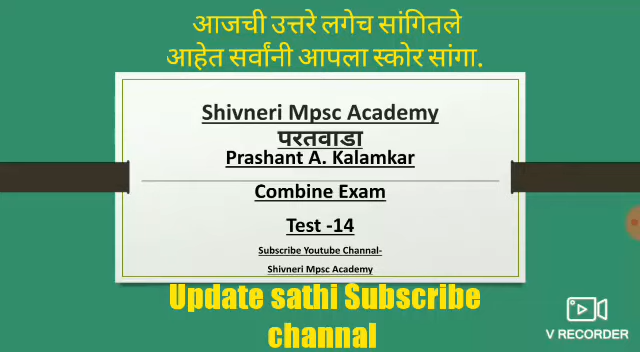 आजची उत्तरे लगेच सांगितले
आहेत सर्वांनी आपला स्कोर सांगा.
Shivneri Mpsc Academy
परतवाडा
Prashant A. Kalamkar
Combine Exam
Test -14
Subscribe Youtube Channal-
Shivneri Mpsc Academy
Update sathi Subscribe
channal
V RECORDER